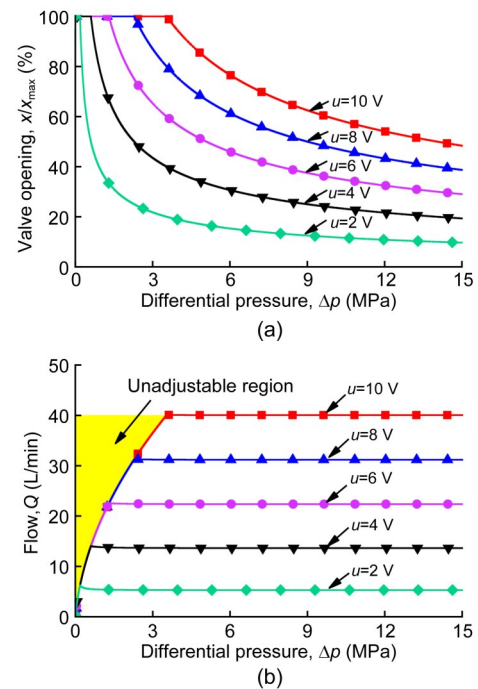 100
80
60
40
20
0
Valve opening, x/xmax (%)
u=10 V
u=8 V
u=6 V
u=4 V
u=2 V
0 3 6 9 12 15
Differential pressure, Δp (MPa)
(a)
50
40
30
20
10
0
Flow,Q (L/min)
Unadjustable region
u=10 V
u=8 V
u=6 V
u=4 V
u=2 V
0 3 6 9 12 15
Differential pressure, Δp (MPa)
(b)